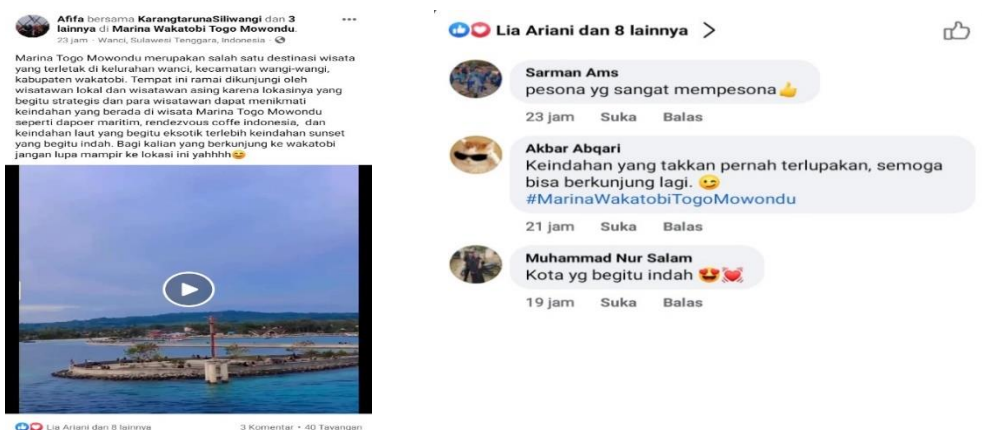 Afifa bersama KarangtarunaSiliwangi dan 3
lainnya di Marina Wakatobi Togo Mowondu.
23 jam · Wanci, Sulawesi Tenggara, Indonesia ·
Marina Togo Mowondu merupakan salah satu destinasi wisata
yang terletak di kelurahan wanci, kecamatan wangi-wangi,
kabupaten wakatobi. Tempat ini ramai dikunjungi oleh
wisatawan lokal dan wisatawan asing karena lokasinya yang
begitu strategis dan para wisatawan dapat menikmati
keindahan yang berada di wisata Marina Togo Mowondu
seperti dapoer maritim, rendezvous coffe indonesia, dan
keindahan laut yang begitu eksotik terlebih keindahan sunset
yang begitu indah. Bagi kalian yang berkunjung ke wakatobi
jangan lupa mampir ke lokasi ini yahhhh😊
Lia Ariani dan 8 lainnya
3 Komentar • 40 Tayangan
Lia Ariani dan 8 lainnya >
Sarman Ams
pesona yg sangat mempesona👍
23 jam Suka Balas
Akbar Abqari
Keindahan yang takkan pernah terlupakan, semoga
bisa berkunjung lagi. 😉
#MarinaWakatobiTogoMowondu
21 jam Suka Balas
Muhammad Nur Salam
Kota yg begitu indah 😍💓
19 jam Suka Balas